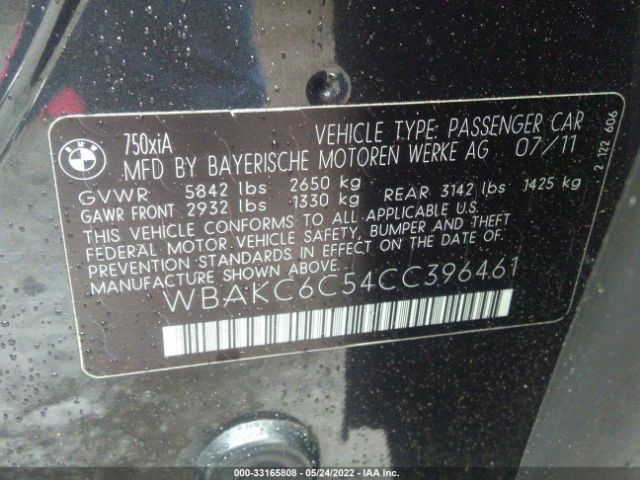 BMW
750xiA
VEHICLE TYPE: PASSENGER CAR
MFD BY BAYERISCHE MOTOREN WERKE AG 07/11
GVWR 5842 lbs 2650 kg
GAWR FRONT 2932 lbs 1330 kg REAR 3142 lbs 1425 kg
THIS VEHICLE CONFORMS TO ALL APPLICABLE U.S.
FEDERAL MOTOR VEHICLE SAFETY, BUMPER AND THEFT
PREVENTION STANDARDS IN EFFECT ON THE DATE OF
MANUFACTURE SHOWN ABOVE.
WBAKC6C54CC396461
2 122 606
000-33165808 - 05/24/2022 - IAA Inc.